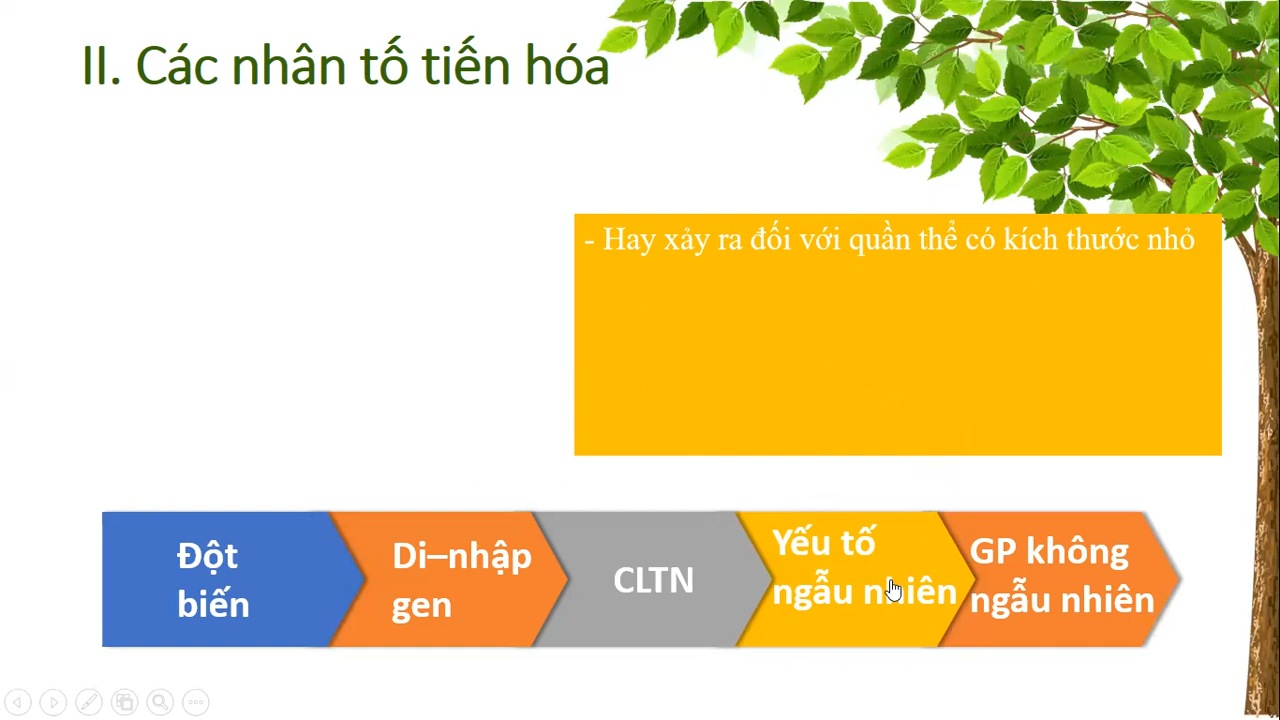 II. Các nhân tố tiến hóa
- Hay xảy ra đối với quần thể có kích thước nhỏ
Đột
biến
Di–nhập
gen
CLTN
Yếu tố
ngẫu nhiên
GP không
ngẫu nhiên